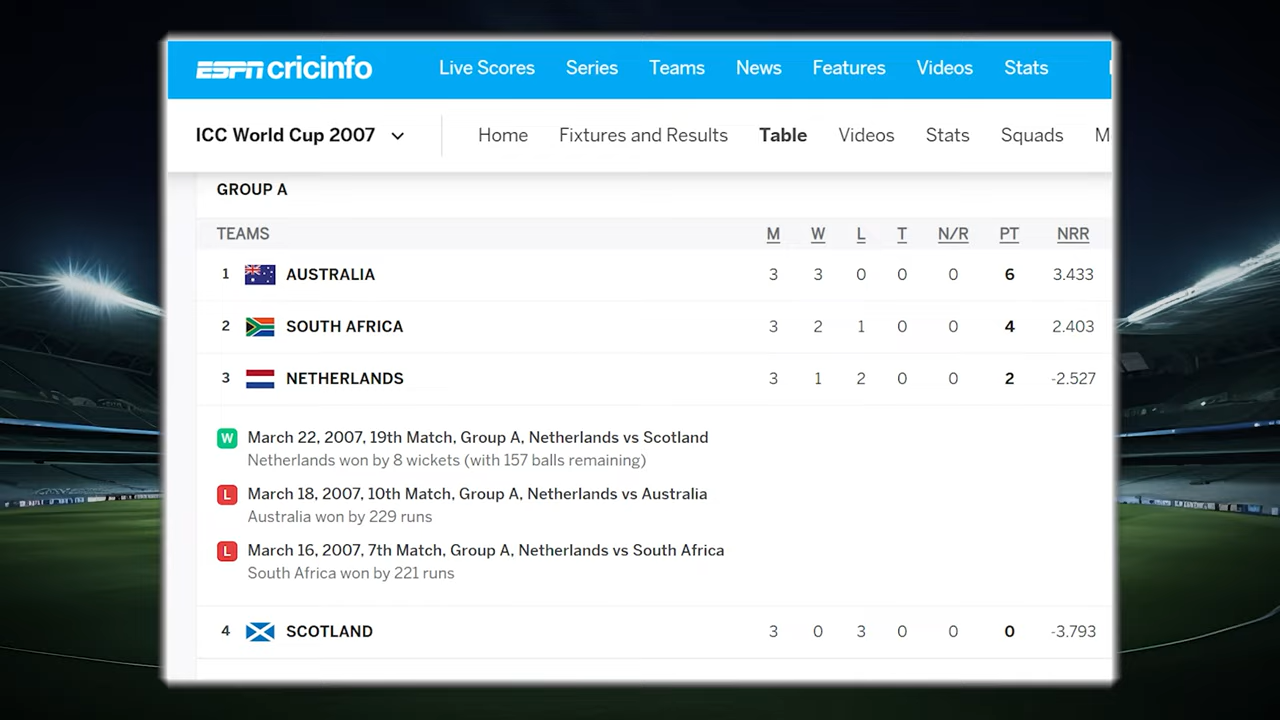 ESPN cricinfo Live Scores Series Teams News Features Videos Stats
ICC World Cup 2007 Home Fixtures and Results Table Videos Stats Squads M
GROUP A
TEAMS M W L T N/R PT NRR
1 AUSTRALIA 3 3 0 0 0 6 3.433
2 SOUTH AFRICA 3 2 1 0 0 4 2.403
3 NETHERLANDS 3 1 2 0 0 2 -2.527
W March 22, 2007, 19th Match, Group A, Netherlands vs Scotland
Netherlands won by 8 wickets (with 157 balls remaining)
L March 18, 2007, 10th Match, Group A, Netherlands vs Australia
Australia won by 229 runs
L March 16, 2007, 7th Match, Group A, Netherlands vs South Africa
South Africa won by 221 runs
4 SCOTLAND 3 0 3 0 0 0 -3.793